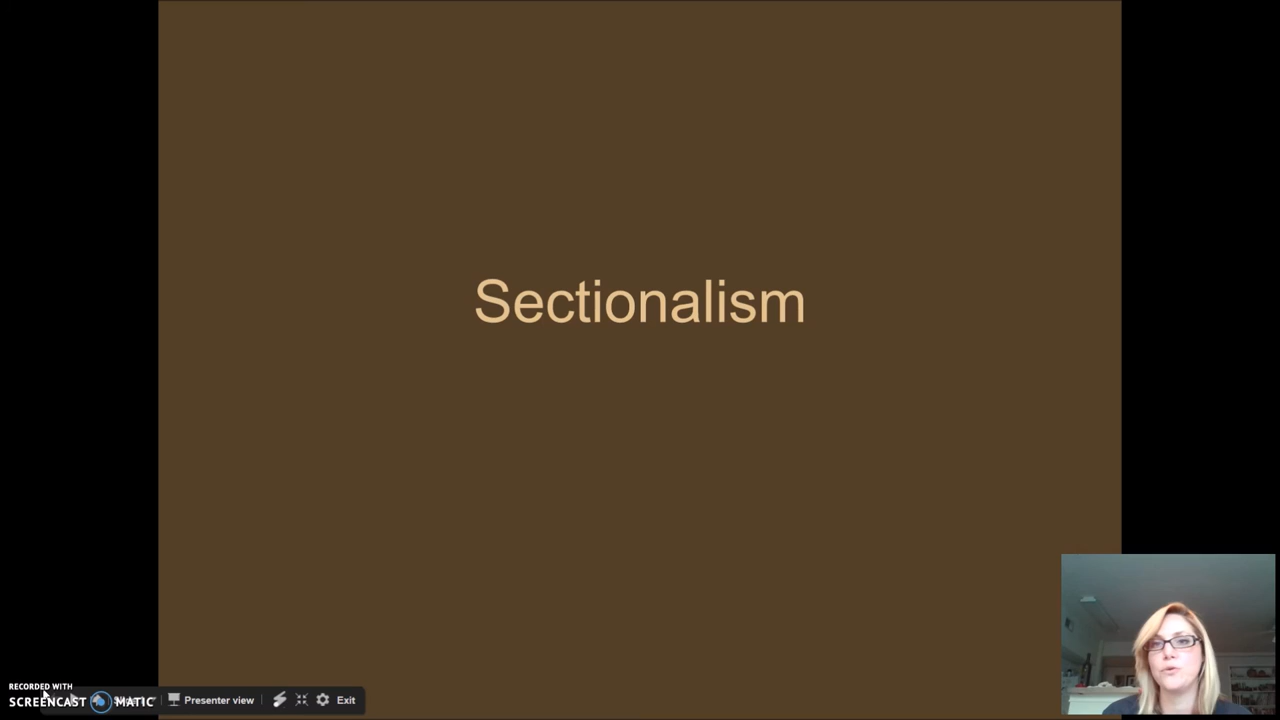 Sectionalism
RECORDED WITH
SCREENCAST MATIC
Presenter view
Exit